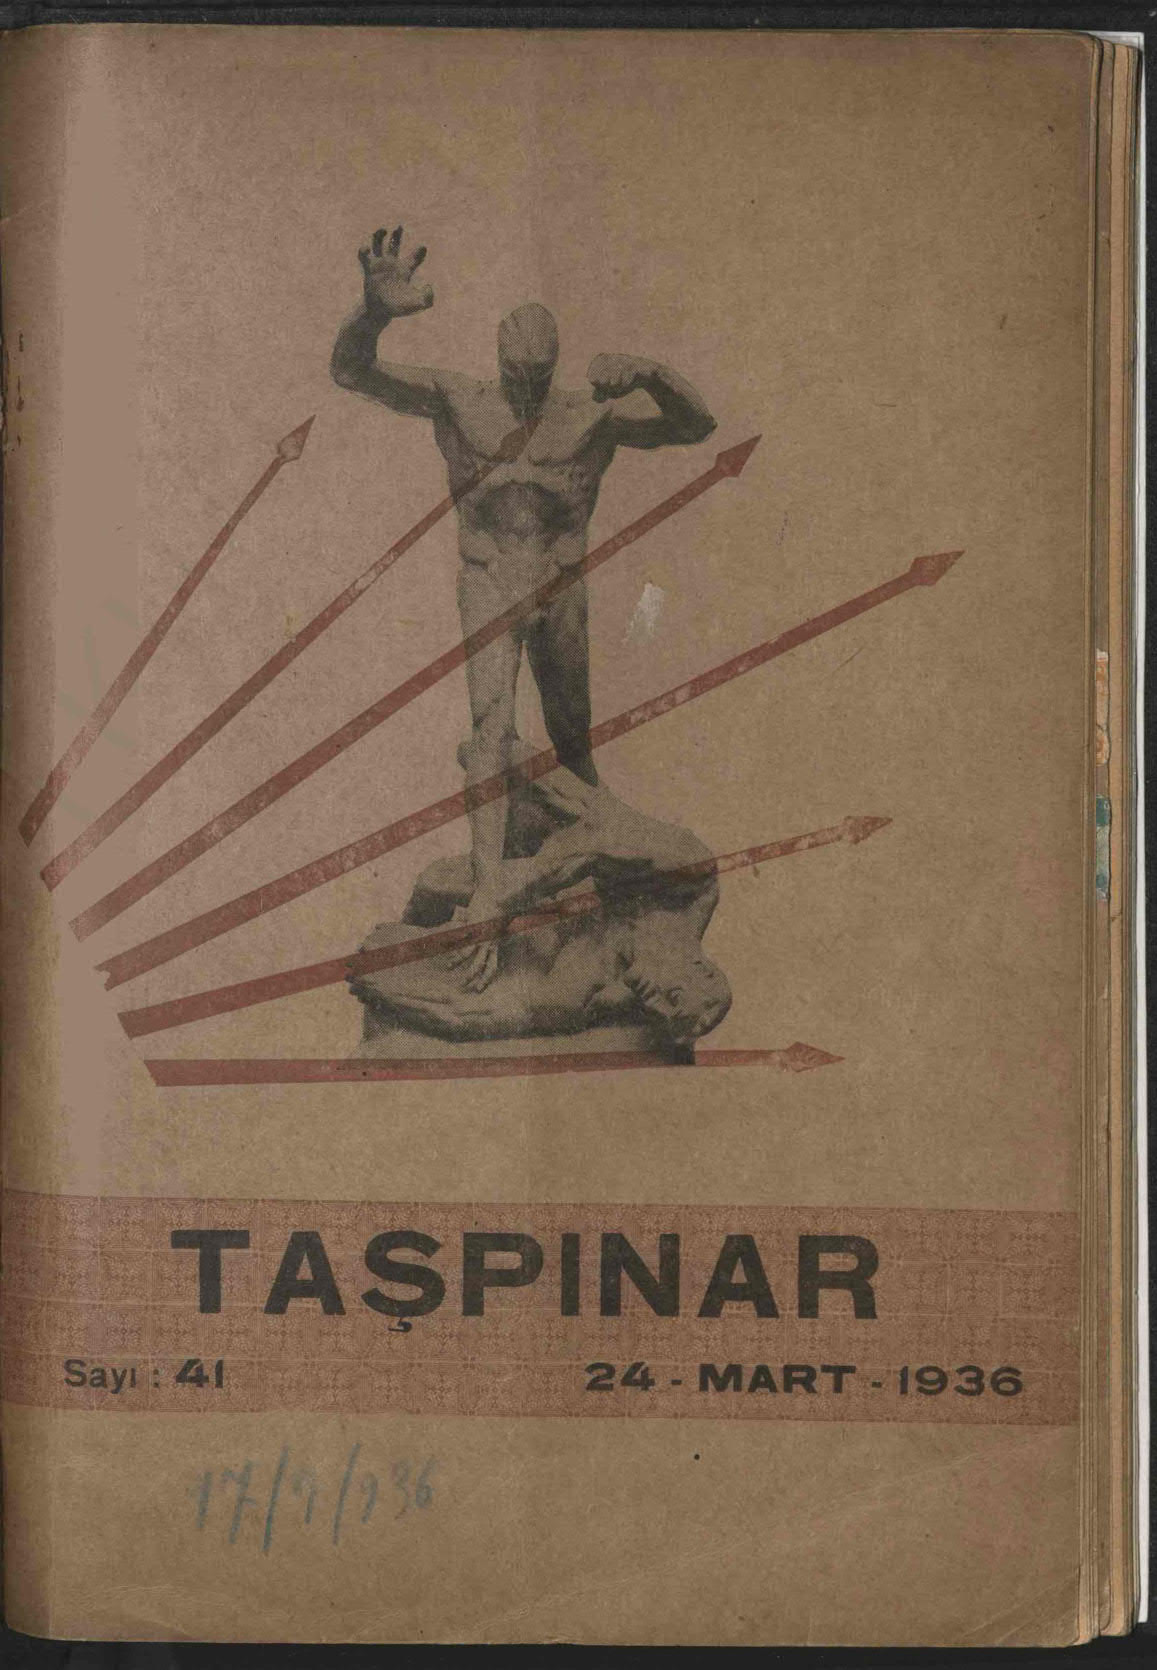 TAŞPINAR
Sayı : 41
24 - MART - 1936
17/9/936